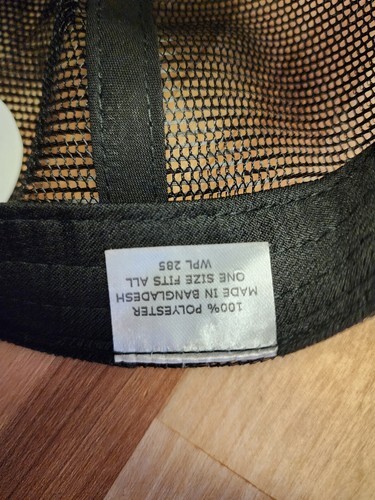 100% POLYESTER
MADE IN BANGLADESH
ONE SIZE FITS ALL
WPL 285